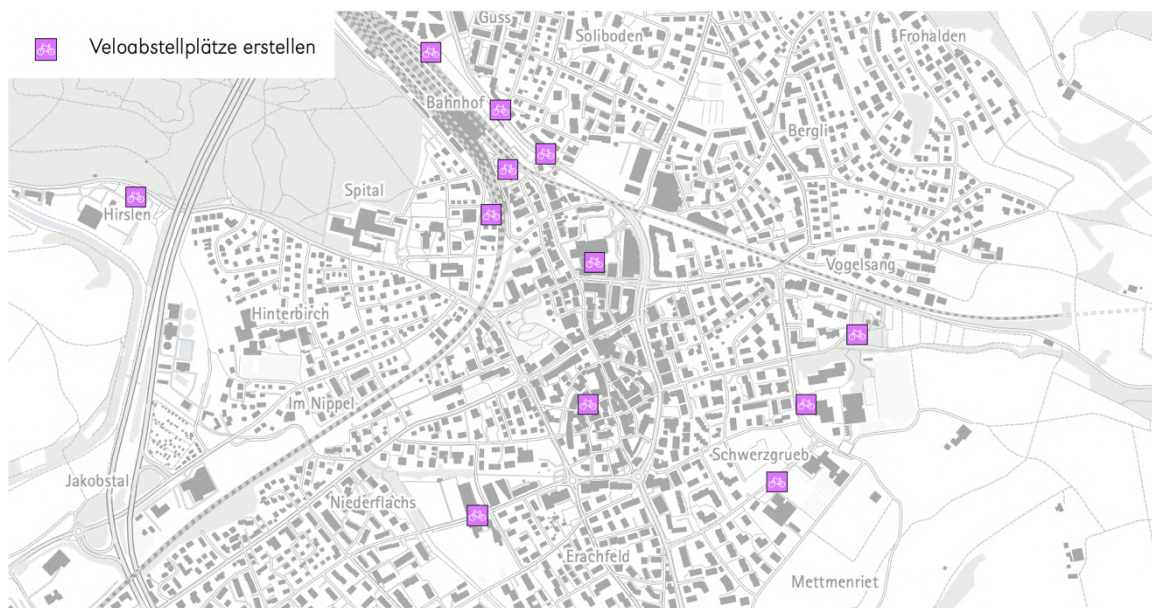 Veloabstellplätze erstellen
Guss
Soliboden
Frohalden
Bahnhof
Bergli
Spital
Hirslen
Vogelsang
Hinterbirch
Im Nippel
Schwerzgrueb
Jakobstal
Niederflachs
Erachfeld
Mettmenriet